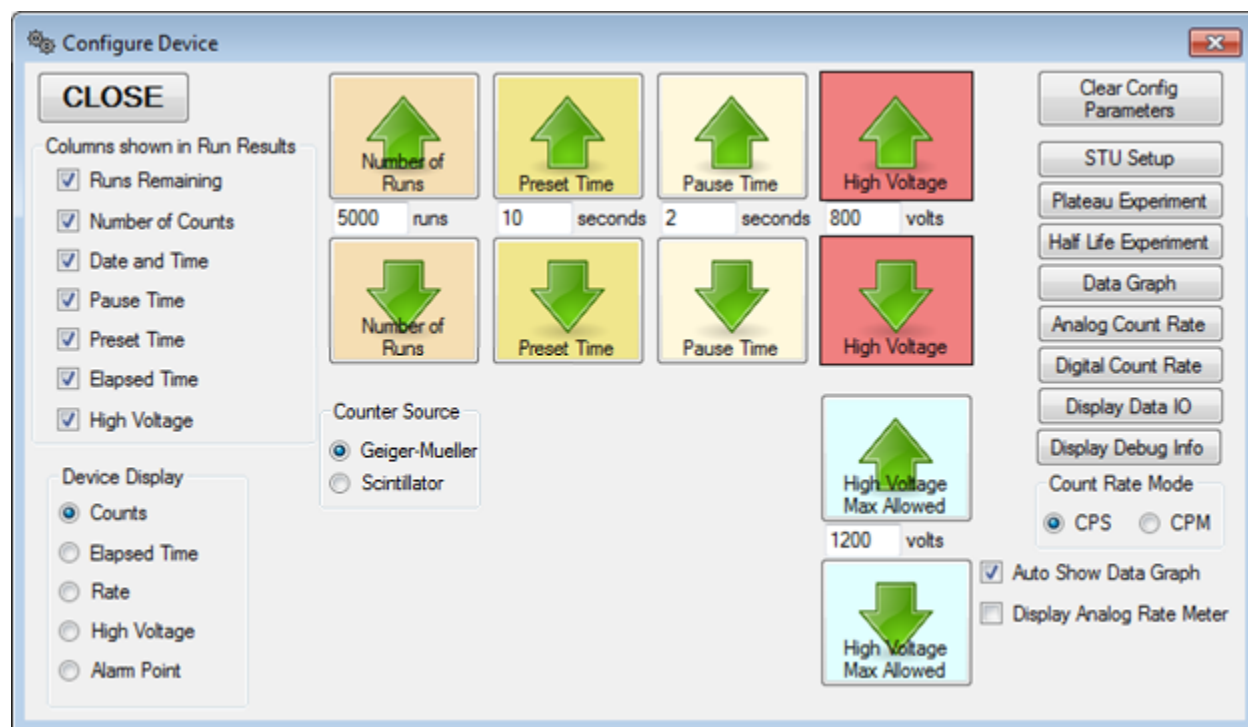 Configure Device
CLOSE
Columns shown in Run Results
Runs Remaining
Number of Counts
Date and Time
Pause Time
Preset Time
Elapsed Time
High Voltage
Device Display
Counts
Elapsed Time
Rate
High Voltage
Alarm Point
Number of
Runs
5000 runs
Number of
Runs
Preset Time
10 seconds
Preset Time
Pause Time
2 seconds
Pause Time
High Voltage
800 volts
High Voltage
Counter Source
Geiger-Mueller
Scintillator
High Voltage
Max Allowed
1200 volts
High Voltage
Max Allowed
Clear Config
Parameters
STU Setup
Plateau Experiment
Half Life Experiment
Data Graph
Analog Count Rate
Digital Count Rate
Display Data IO
Display Debug Info
Count Rate Mode
CPS CPM
Auto Show Data Graph
Display Analog Rate Meter